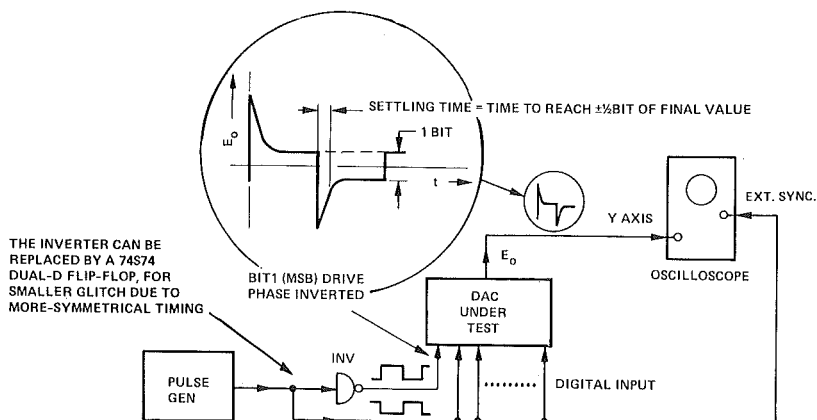 E₀
SETTLING TIME = TIME TO REACH ±½BIT OF FINAL VALUE
1 BIT
t
EXT. SYNC.
Y AXIS
E₀
OSCILLOSCOPE
THE INVERTER CAN BE
REPLACED BY A 74S74
DUAL-D FLIP-FLOP, FOR
SMALLER GLITCH DUE TO
MORE-SYMMETRICAL TIMING
BIT1 (MSB) DRIVE
PHASE INVERTED
DAC
UNDER
TEST
INV
PULSE
GEN
DIGITAL INPUT